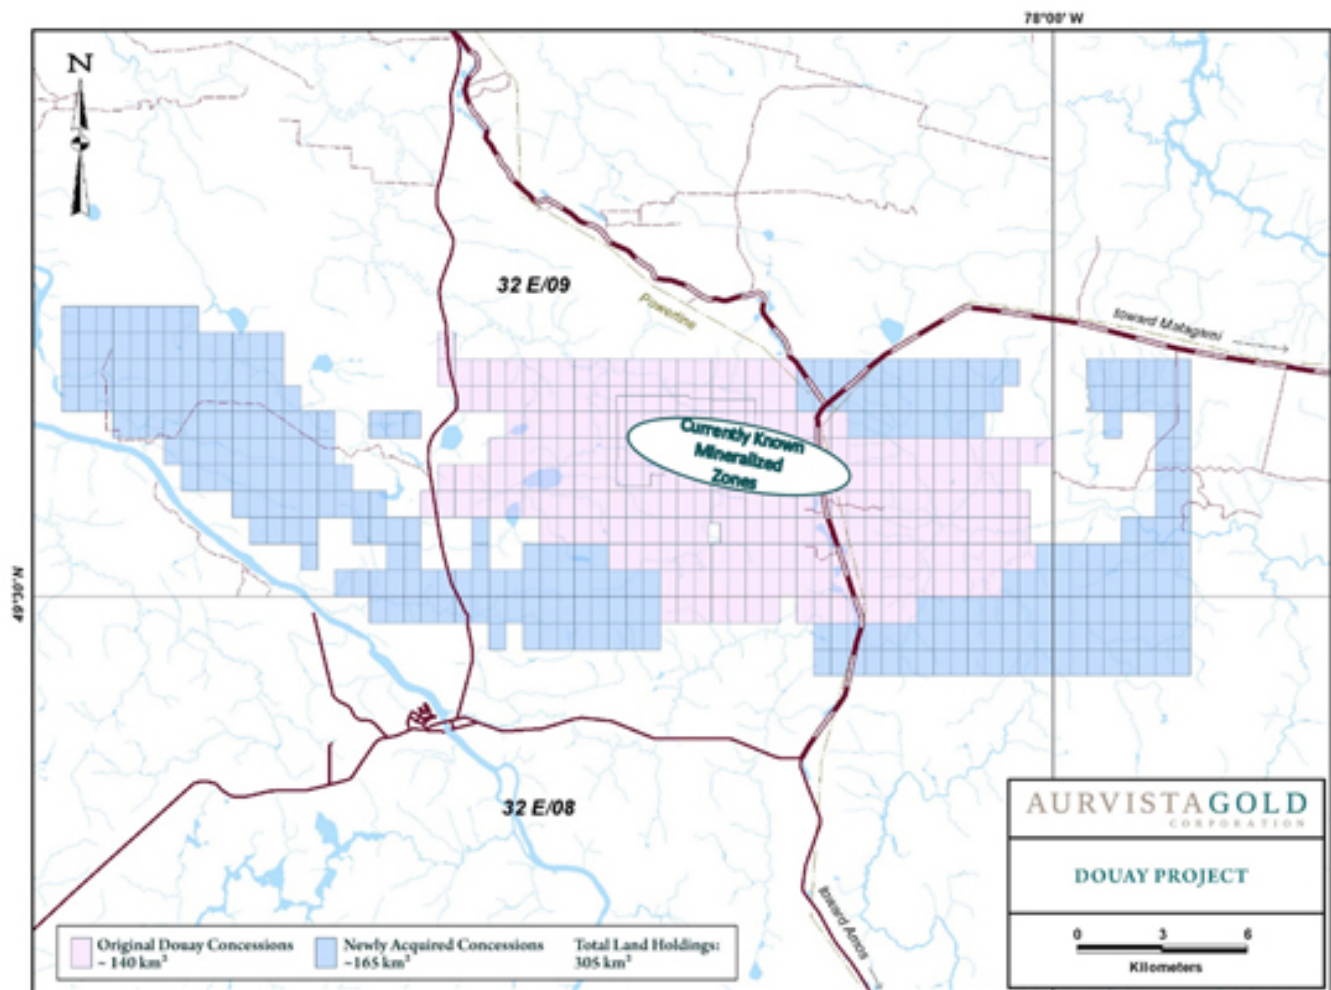 78°00' W
N
32 E/09
Powerline
toward Matagami
Currently Known
Mineralized
Zones
49°30'N
32 E/08
toward Amos
AURVISTAGOLD
CORPORATION
DOUAY PROJECT
0 3 6
Kilometers
Original Douay Concessions
~ 140 km²
Newly Acquired Concessions
~165 km²
Total Land Holdings:
305 km²